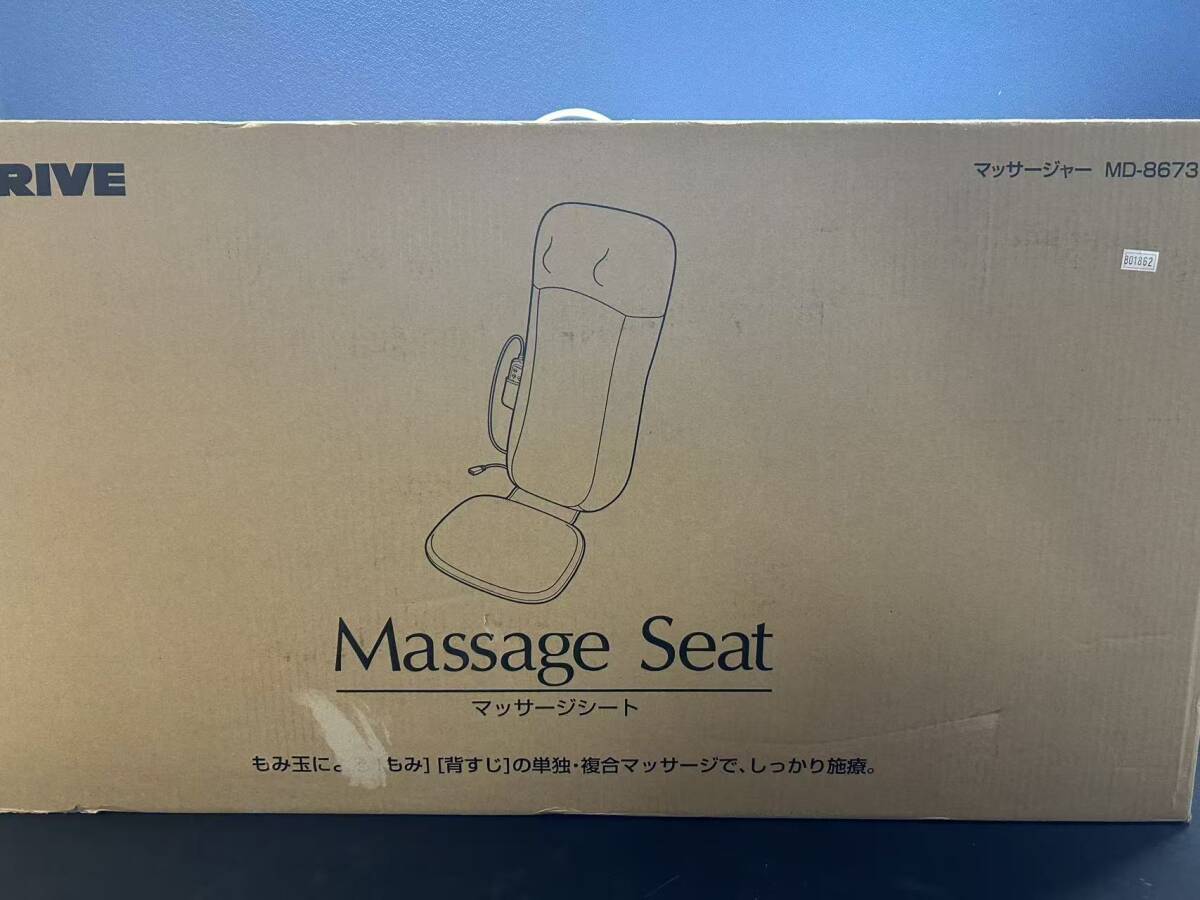 RIVE
マッサージャー MD-8673
B01862
Massage Seat
マッサージシート
もみ玉によ [もみ] [背すじ]の単独・複合マッサージで、しっかり施療。